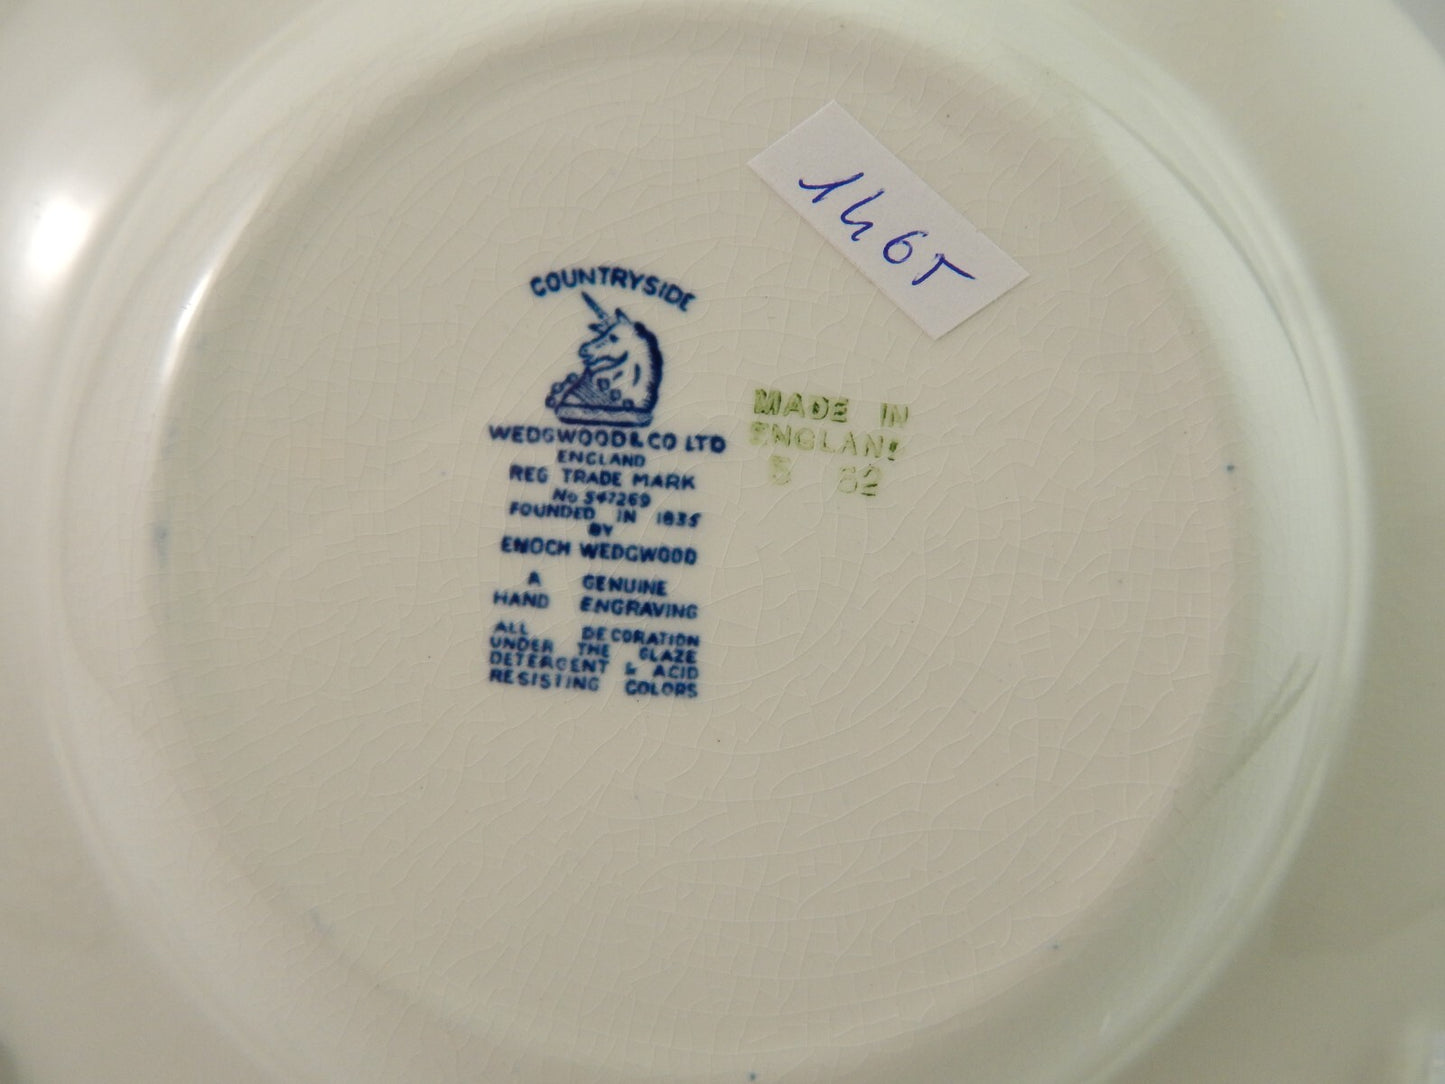 COUNTRYSIDE
WEDGWOOD & CO LTD
ENGLAND
REG TRADE MARK
No 547269
FOUNDED IN 1835
BY
ENOCH WEDGWOOD
A GENUINE
HAND ENGRAVING
ALL DECORATION
UNDER THE GLAZE
DETERGENT & ACID
RESISTING COLORS
MADE IN
ENGLAND
5 62
1465